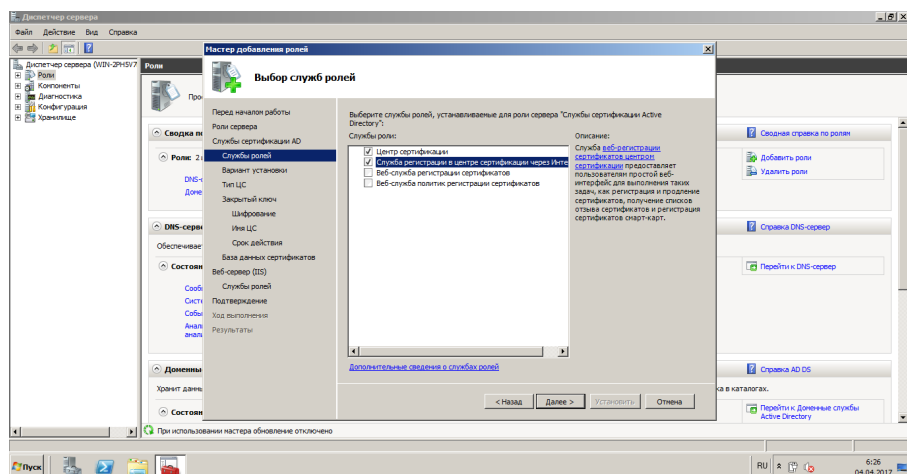 Диспетчер сервера
Файл Действие Вид Справка
Диспетчер сервера (WIN-2PH5V7
Роли
Компоненты
Диагностика
Конфигурация
Хранилище
Роли
Сводка
Роли:
Сводная справка по ролям
Добавить роли
Удалить роли
Справка DNS-сервер
Обеспечивает
Перейти к DNS-сервер
Справка AD DS
Хранит
ка в каталогах.
Перейти к Доменные службы
Active Directory
При использовании мастера обновление отключено
Мастер добавления ролей
Выбор служб ролей
Перед началом работы
Роли сервера
Службы сертификации AD
Службы ролей
Вариант установки
Тип ЦС
Закрытый ключ
Шифрование
Имя ЦС
Срок действия
База данных сертификатов
Веб-сервер (IIS)
Службы ролей
Подтверждение
Ход выполнения
Результаты
Выберите службы ролей, устанавливаемые для роли сервера "Службы сертификации Active
Directory":
Службы роли:
Центр сертификации
Служба регистрации в центре сертификации через Инте
Веб-служба регистрации сертификатов
Веб-служба политик регистрации сертификатов
Описание:
Служба веб-регистрации
сертификатов центром
сертификации предоставляет
пользователям простой веб-
интерфейс для выполнения таких
задач, как регистрация и продление
сертификатов, получение списков
отзыва сертификатов и регистрация
сертификатов смарт-карт.
Дополнительные сведения о службах ролей
< Назад Далее > Установить Отмена
Пуск
RU
6:26
04.04.2017